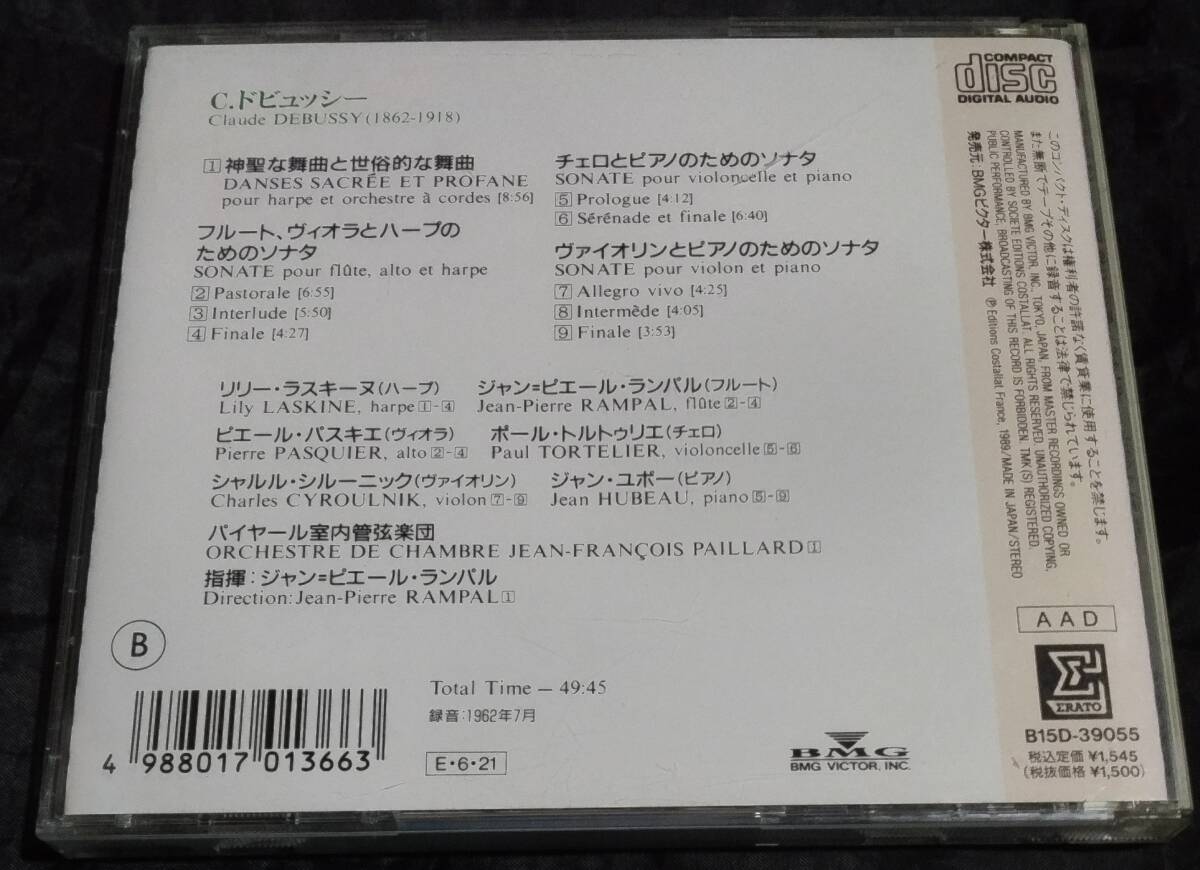 C.ドビュッシー
Claude DEBUSSY(1862-1918)
1 神聖な舞曲と世俗的な舞曲
DANSES SACRÉE ET PROFANE
pour harpe et orchestre à cordes [8:56]
フルート、ヴィオラとハープの
ためのソナタ
SONATE pour flûte, alto et harpe
2 Pastorale [6:55]
3 Interlude [5:50]
4 Finale [4:27]
チェロとピアノのためのソナタ
SONATE pour violoncelle et piano
5 Prologue [4:12]
6 Sérénade et finale [6:40]
ヴァイオリンとピアノのためのソナタ
SONATE pour violon et piano
7 Allegro vivo [4:25]
8 Intermède [4:05]
9 Finale [3:53]
リリー・ラスキーヌ(ハープ)
Lily LASKINE, harpe1-4
ジャン=ピエール・ランパル(フルート)
Jean-Pierre RAMPAL, flûte2-4
ピエール・パスキエ(ヴィオラ)
Pierre PASQUIER, alto2-4
ポール・トルトゥリエ(チェロ)
Paul TORTELIER, violoncelle5-6
シャルル・シルーニック(ヴァイオリン)
Charles CYROULNIK, violon7-9
ジャン・ユボー(ピアノ)
Jean HUBEAU, piano5-9
パイヤール室内管弦楽団
ORCHESTRE DE CHAMBRE JEAN-FRANÇOIS PAILLARD1
指揮:ジャン=ピエール・ランパル
Direction:Jean-Pierre RAMPAL1
B
4 988017 013663
Total Time — 49:45
録音:1962年7月
E・6・21
BMG
BMG VICTOR, INC.
COMPACT
disc
DIGITAL AUDIO
このコンパクト・ディスクは権利者の許諾なく賃貸業に使用することを禁じます。
また無断でテープその他に録音することは法律で禁じられています。
MANUFACTURED BY BMG VICTOR, INC., TOKYO, JAPAN, FROM MASTER RECORDINGS OWNED OR
CONTROLLED BY SOCIETE EDITIONS COSTALLAT. ALL RIGHTS RESERVED. UNAUTHORIZED COPYING,
PUBLIC PERFORMANCE, BROADCASTING OF THIS RECORD IS FORBIDDEN. TMK(S) REGISTERED.
発売元:BMGビクター株式会社 ℗ Editions Costallat France, 1989/MADE IN JAPAN/STEREO
AAD
ERATO
B15D-39055
税込定価 ¥1,545
(税抜価格 ¥1,500)